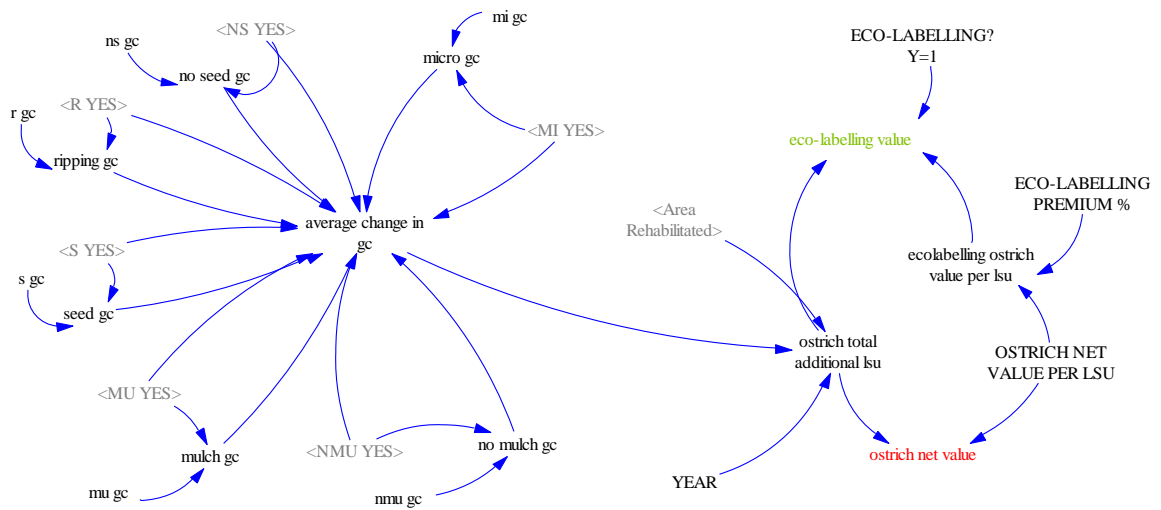 mi gc
<NS YES>
ECO-LABELLING?
Y=1
ns gc
micro gc
no seed gc
<R YES>
r gc
<MI YES>
eco-labelling value
ripping gc
ECO-LABELLING
PREMIUM %
<Area
Rehabilitated>
average change in
gc
<S YES>
ecolabelling ostrich
value per lsu
s gc
seed gc
ostrich total
additional lsu
OSTRICH NET
VALUE PER LSU
<MU YES>
no mulch gc
<NMU YES>
mulch gc
ostrich net value
YEAR
mu gc
nmu gc